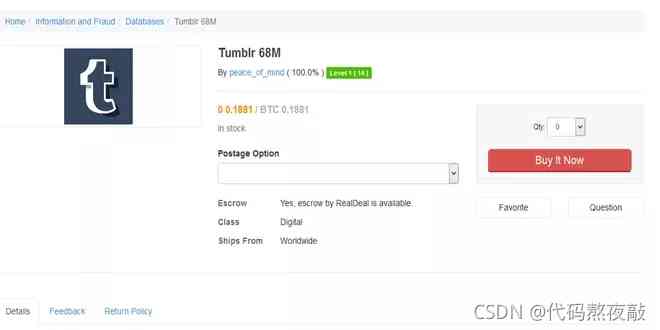 Home / Information and Fraud / Databases / Tumblr 68M
t
Tumblr 68M
By peace_of_mind ( 100.0% ) Level 1 ( 14 )
0.1881 / BTC 0.1881
In stock.
Qty: 0
Buy It Now
Postage Option
Escrow Yes, escrow by RealDeal is available.
Class Digital
Ships From Worldwide
Favorite Question
Details Feedback Return Policy
CSDN @代码熬夜敲